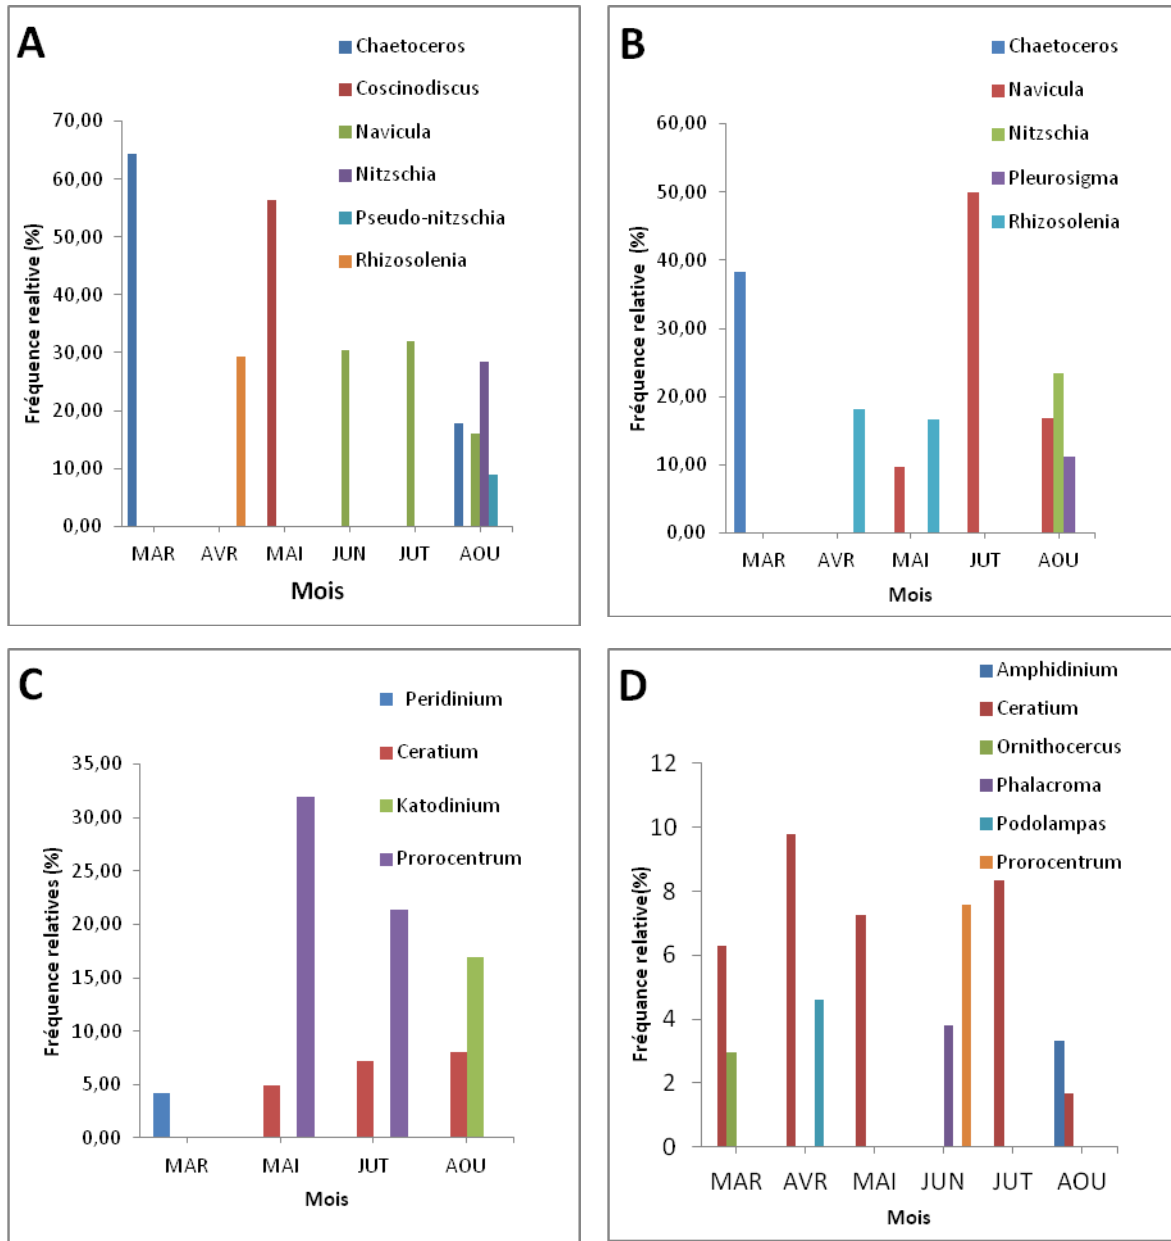 A
Chaetoceros
Coscinodiscus
Navicula
Nitzschia
Pseudo-nitzschia
Rhizosolenia
Fréquence realtive (%)
70,00
60,00
50,00
40,00
30,00
20,00
10,00
0,00
MAR AVR MAI JUN JUT AOU
Mois
B
Chaetoceros
Navicula
Nitzschia
Pleurosigma
Rhizosolenia
Fréquence relative (%)
60,00
50,00
40,00
30,00
20,00
10,00
0,00
MAR AVR MAI JUT AOU
Mois
C
Peridinium
Ceratium
Katodinium
Prorocentrum
Fréquence relatives (%)
35,00
30,00
25,00
20,00
15,00
10,00
5,00
0,00
MAR MAI JUT AOU
Mois
D
Amphidinium
Ceratium
Ornithocercus
Phalacroma
Podolampas
Prorocentrum
Fréquance relative(%)
12
10
8
6
4
2
0
MAR AVR MAI JUN JUT AOU
Mois